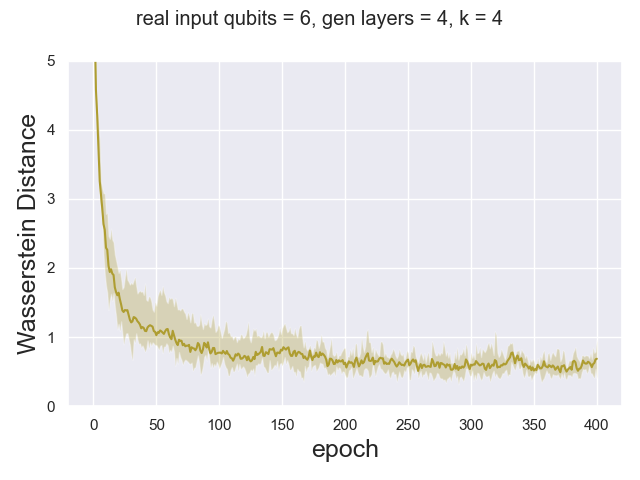 real input qubits = 6, gen layers = 4, k = 4
Wasserstein Distance
5
4
3
2
1
0
0 50 100 150 200 250 300 350 400
epoch